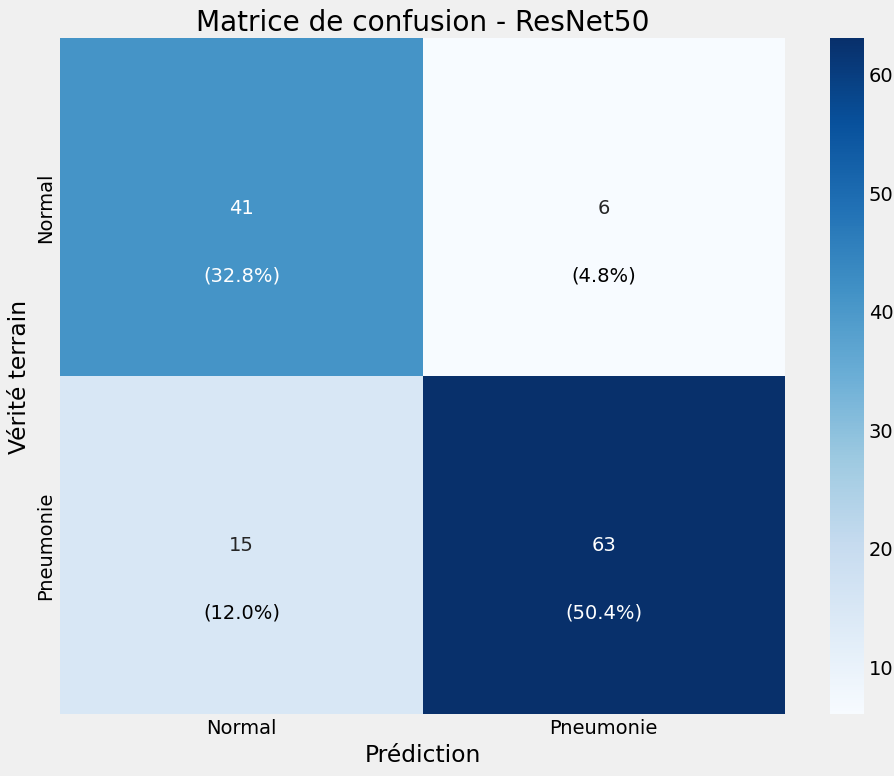 Matrice de confusion - ResNet50
Vérité terrain
Normal
41
(32.8%)
6
(4.8%)
Pneumonie
15
(12.0%)
63
(50.4%)
Normal
Pneumonie
Prédiction
60
50
40
30
20
10